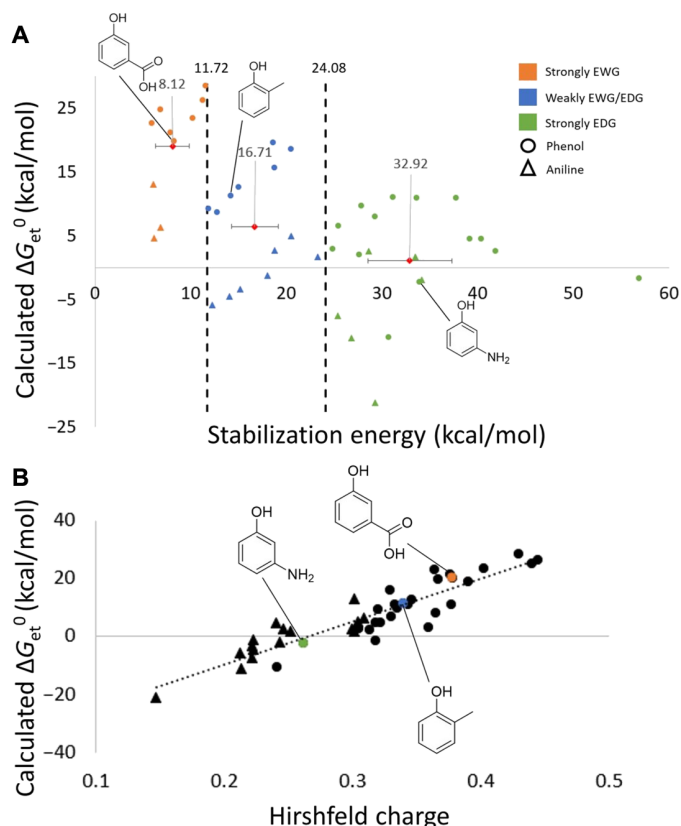 A
OH
O
OH
8.12
11.72
OH
16.71
24.08
32.92
Strongly EWG
Weakly EWG/EDG
Strongly EDG
Phenol
Aniline
Calculated ΔGet0 (kcal/mol)
25
15
5
−5
−15
−25
0
10
20
30
40
50
60
OH
NH2
Stabilization energy (kcal/mol)
B
Calculated ΔGet0 (kcal/mol)
40
20
0
−20
−40
OH
NH2
OH
O
OH
OH
0.1
0.2
0.3
0.4
0.5
Hirshfeld charge